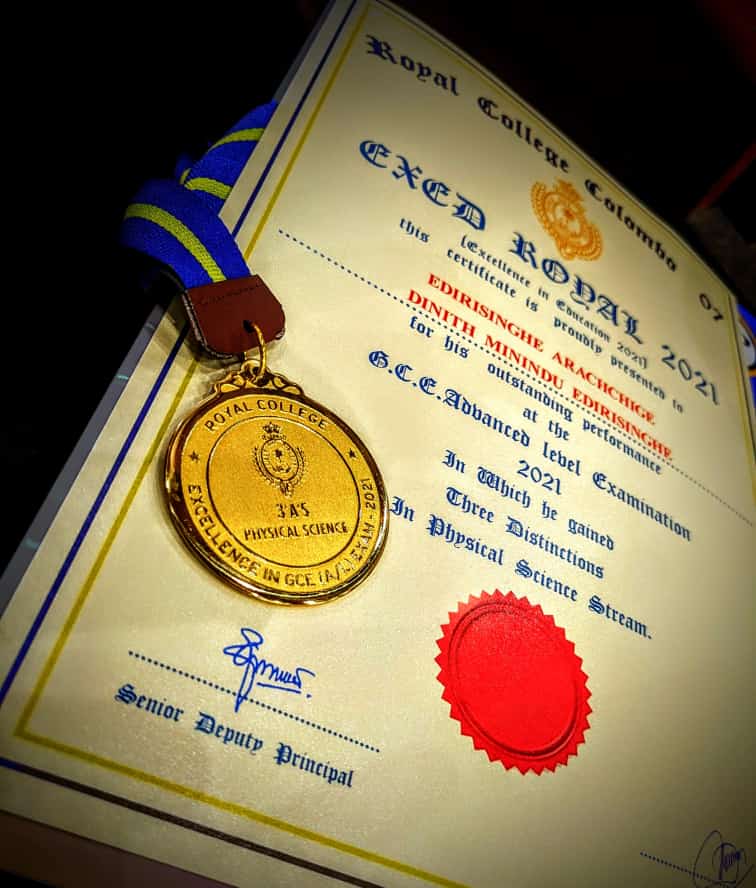 Royal College Colombo 07
EXED ROYAL 2021
(Excellence in Education 2021)
this certificate is proudly presented to
EDIRISINGHE ARACHCHIGE
DINITH MININDU EDIRISINGHE
for his outstanding performance
at the
G.C.E.Advanced level Examination
2021
In Which he gained
Three Distinctions
In Physical Science Stream.
ROYAL COLLEGE
3'A'S
PHYSICAL SCIENCE
EXCELLENCE IN GCE (A/L) EXAM - 2021
Senior Deputy Principal